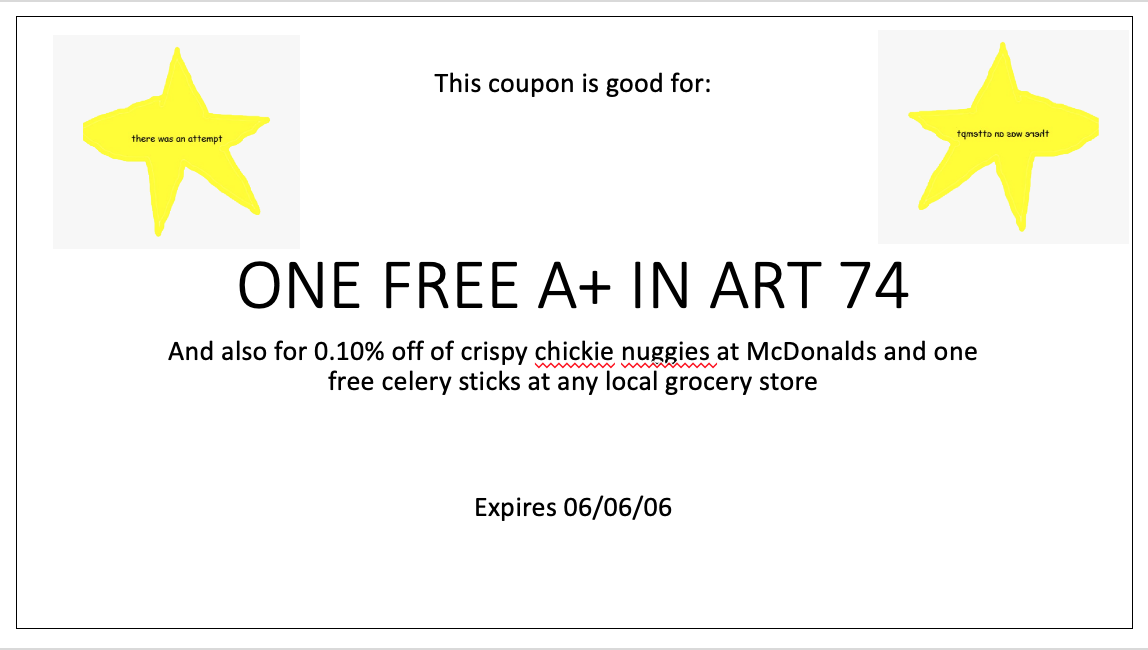 This coupon is good for:
there was an attempt
there was an attempt
ONE FREE A+ IN ART 74
And also for 0.10% off of crispy chickie nuggies at McDonalds and one
free celery sticks at any local grocery store
Expires 06/06/06